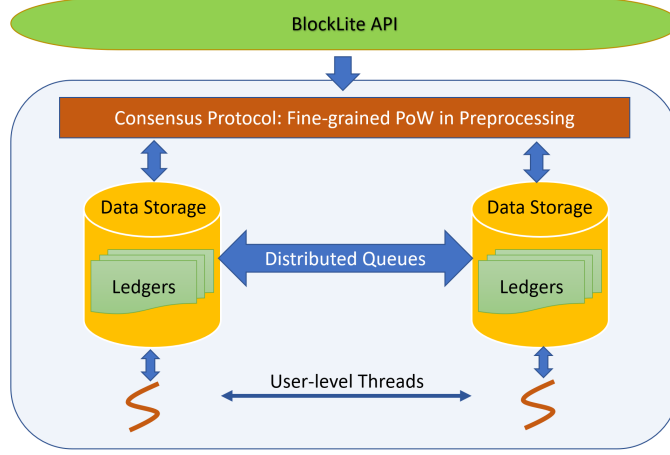 BlockLite API
Consensus Protocol: Fine-grained PoW in Preprocessing
Data Storage
Data Storage
Distributed Queues
Ledgers
Ledgers
User-level Threads